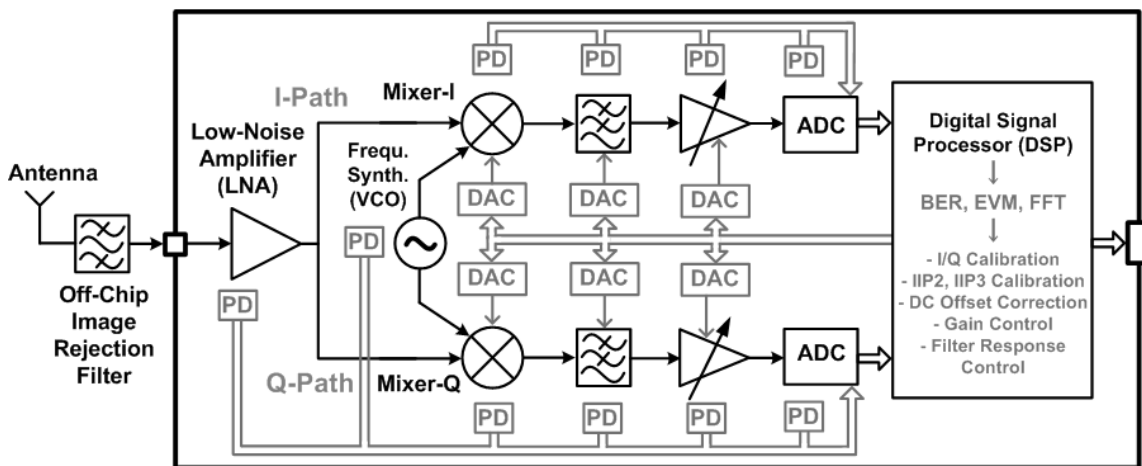 PD
PD
PD
PD
I-Path
Mixer-I
Low-Noise
Amplifier
(LNA)
Frequ.
Synth.
(VCO)
ADC
Digital Signal
Processor (DSP)
Antenna
DAC
DAC
DAC
BER, EVM, FFT
PD
DAC
DAC
DAC
- I/Q Calibration
- IIP2, IIP3 Calibration
- DC Offset Correction
- Gain Control
- Filter Response
Control
PD
Off-Chip
Image
Rejection
Filter
Q-Path
Mixer-Q
ADC
PD
PD
PD
PD